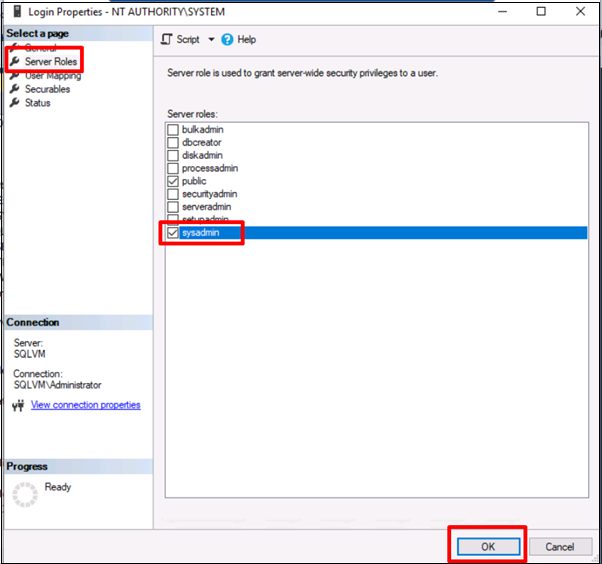 Login Properties - NT AUTHORITY\SYSTEM
Select a page
General
Server Roles
User Mapping
Securables
Status
Script
Help
Server role is used to grant server-wide security privileges to a user.
Server roles:
bulkadmin
dbcreator
diskadmin
processadmin
public
securityadmin
serveradmin
setupadmin
sysadmin
Connection
Server:
SQLVM
Connection:
SQLVM\Administrator
View connection properties
Progress
Ready
OK
Cancel